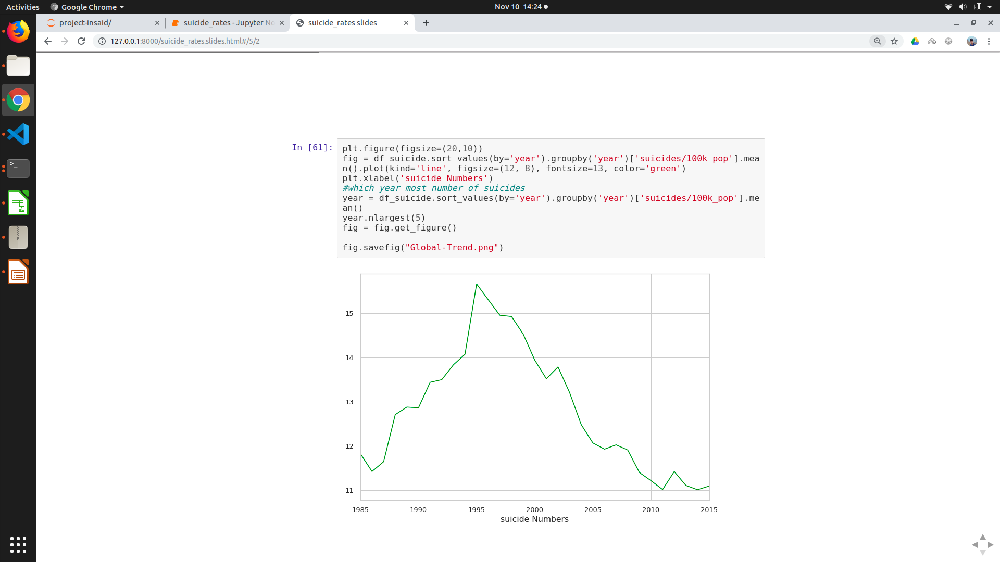 Activities
Google Chrome
Nov 10 14:24
project-insaid/
suicide_rates - Jupyter No
suicide_rates slides
127.0.0.1:8000/suicide_rates.slides.html#/5/2
In [61]:
plt.figure(figsize=(20,10))
fig = df_suicide.sort_values(by='year').groupby('year')['suicides/100k_pop'].mea
n().plot(kind='line', figsize=(12, 8), fontsize=13, color='green')
plt.xlabel('suicide Numbers')
#which year most number of suicides
year = df_suicide.sort_values(by='year').groupby('year')['suicides/100k_pop'].me
an()
year.nlargest(5)
fig = fig.get_figure()
fig.savefig("Global-Trend.png")
15
14
13
12
11
1985 1990 1995 2000 2005 2010 2015
suicide Numbers